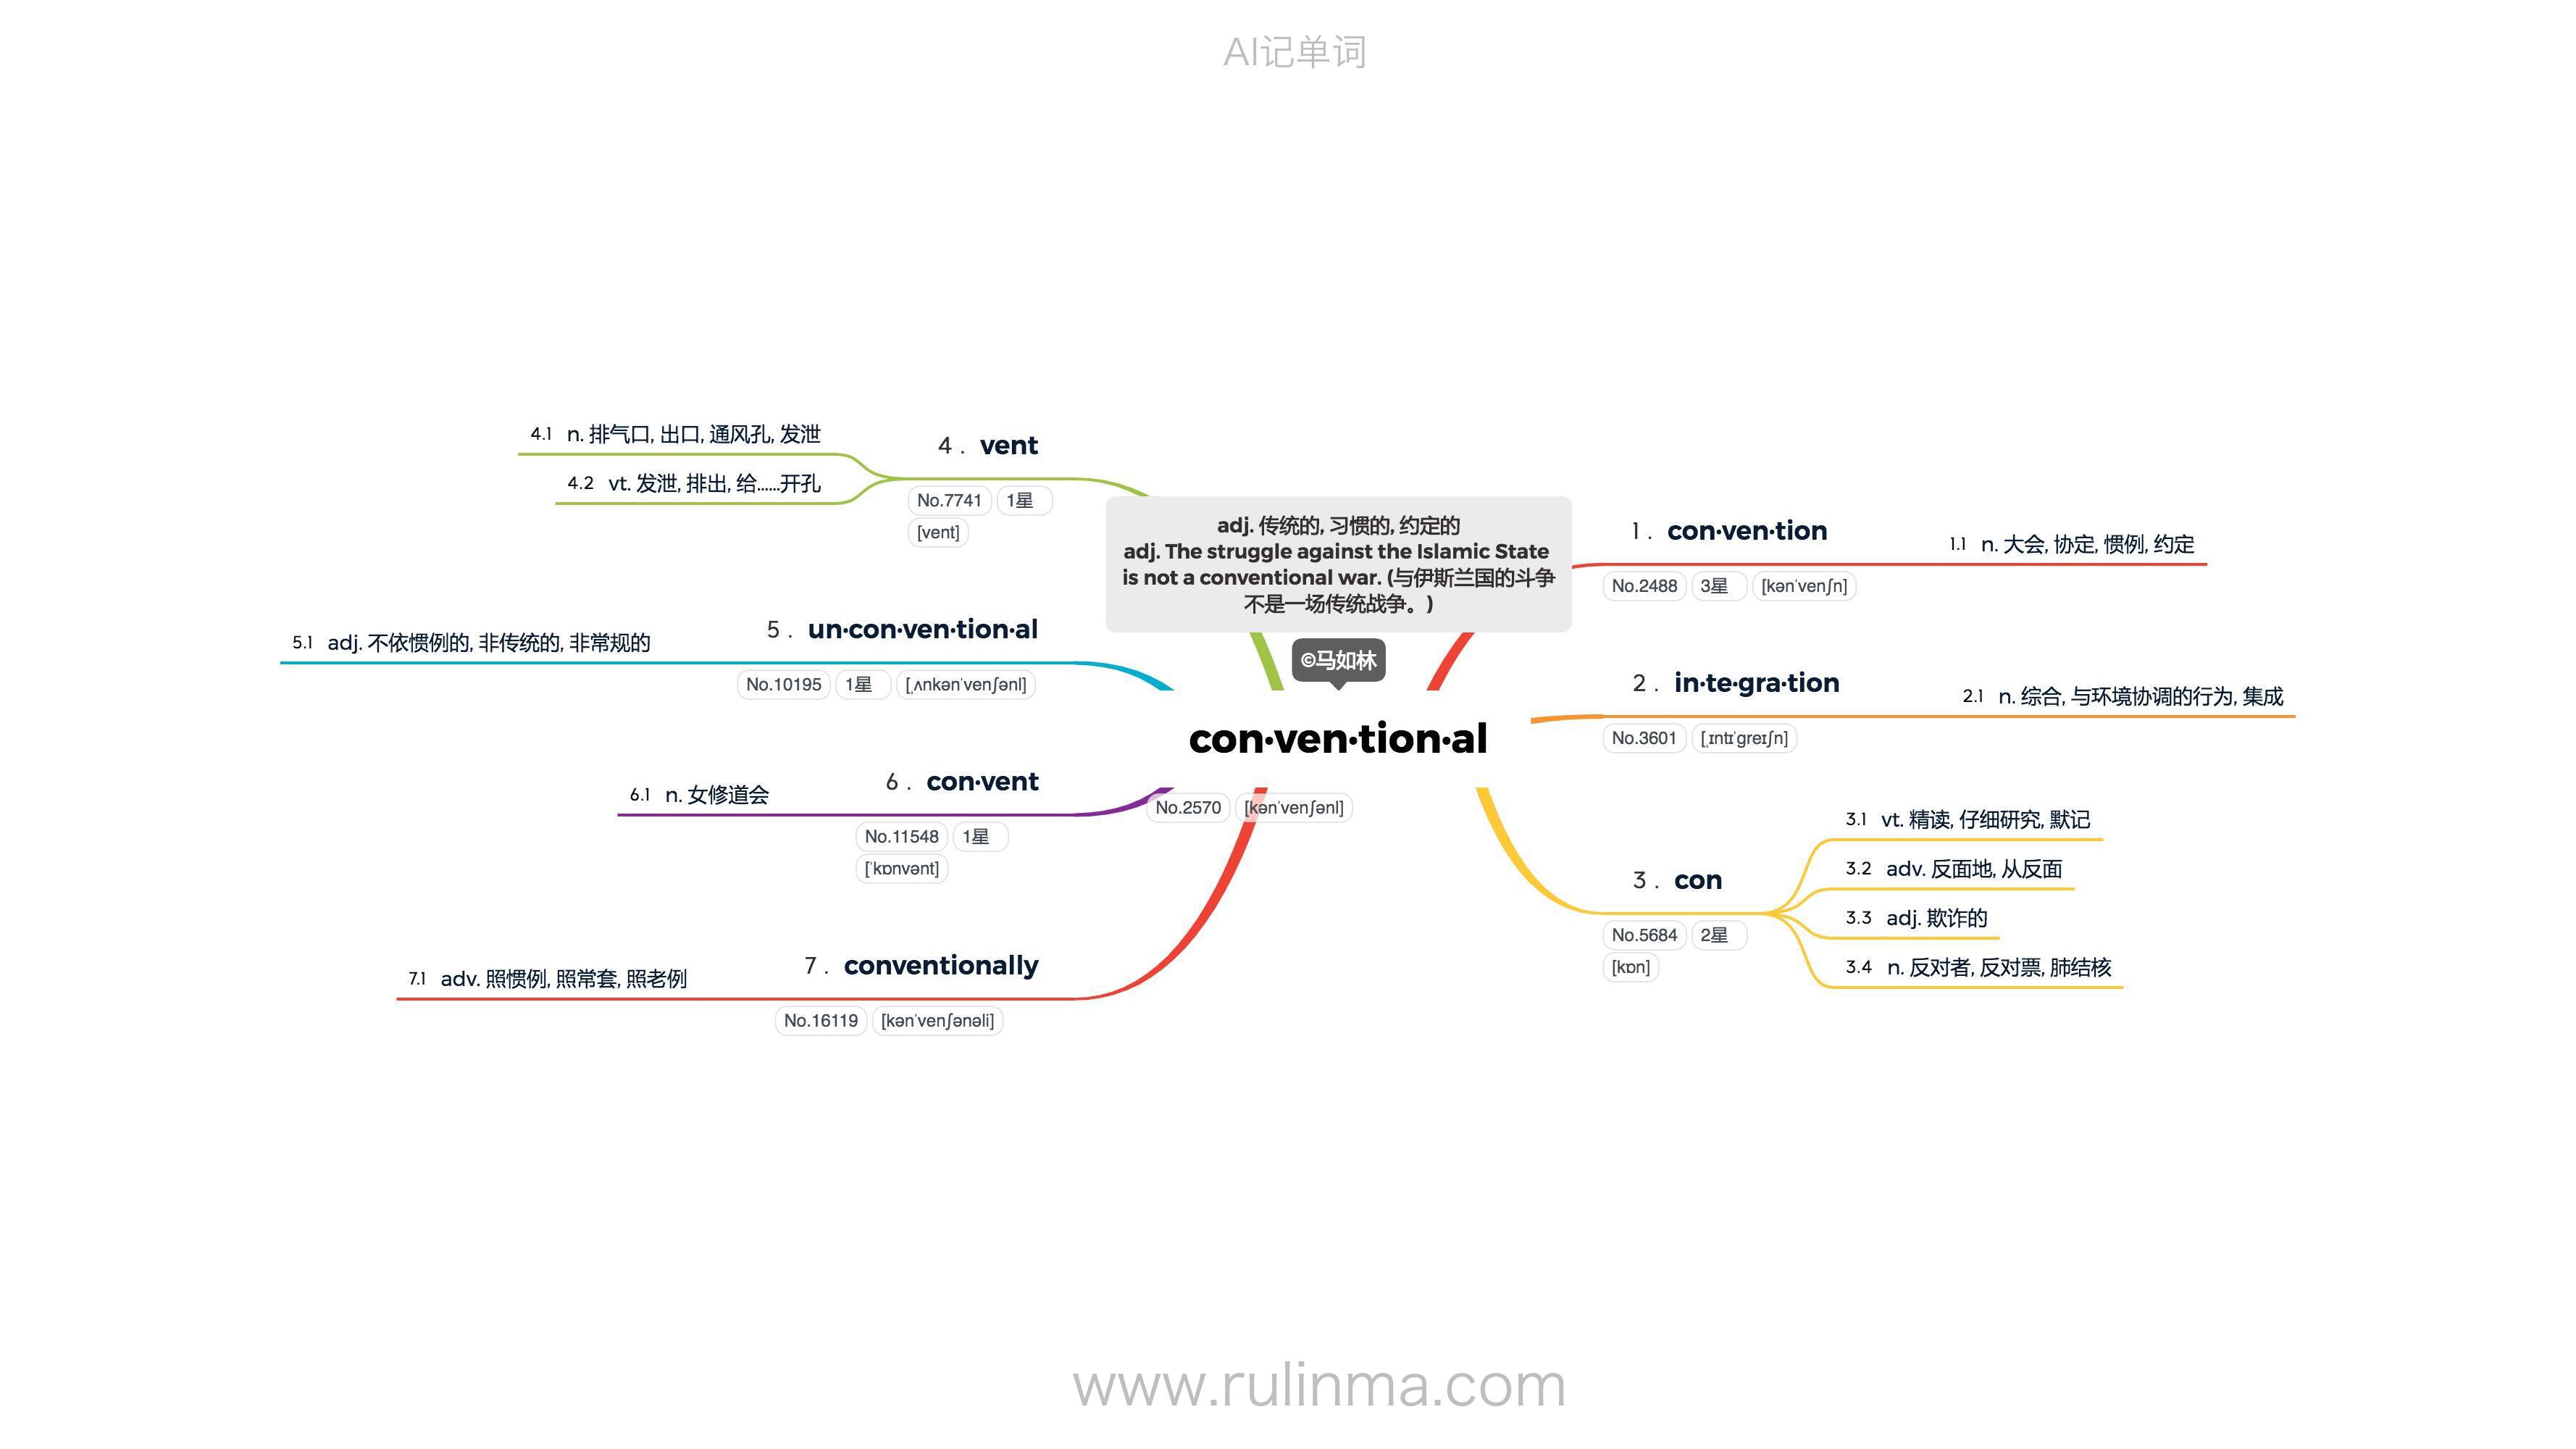 AI记单词
adj. 传统的, 习惯的, 约定的
adj. The struggle against the Islamic State
is not a conventional war. (与伊斯兰国的斗争
不是一场传统战争。)
©马如林
con·ven·tion·al
No.2570 [kən'venʃənl]
1 . con·ven·tion
No.2488 3星 [kən'venʃn]
1.1 n. 大会, 协定, 惯例, 约定
2 . in·te·gra·tion
No.3601 [ˌɪntɪ'greɪʃn]
2.1 n. 综合, 与环境协调的行为, 集成
3 . con
No.5684 2星
[kɒn]
3.1 vt. 精读, 仔细研究, 默记
3.2 adv. 反面地, 从反面
3.3 adj. 欺诈的
3.4 n. 反对者, 反对票, 肺结核
4 . vent
No.7741 1星
[vent]
4.1 n. 排气口, 出口, 通风孔, 发泄
4.2 vt. 发泄, 排出, 给......开孔
5 . un·con·ven·tion·al
No.10195 1星 [ˌʌnkən'venʃənl]
5.1 adj. 不依惯例的, 非传统的, 非常规的
6 . con·vent
No.11548 1星
['kɒnvənt]
6.1 n. 女修道会
7 . conventionally
No.16119 [kən'venʃənəli]
7.1 adv. 照惯例, 照常套, 照老例
www.rulinma.com